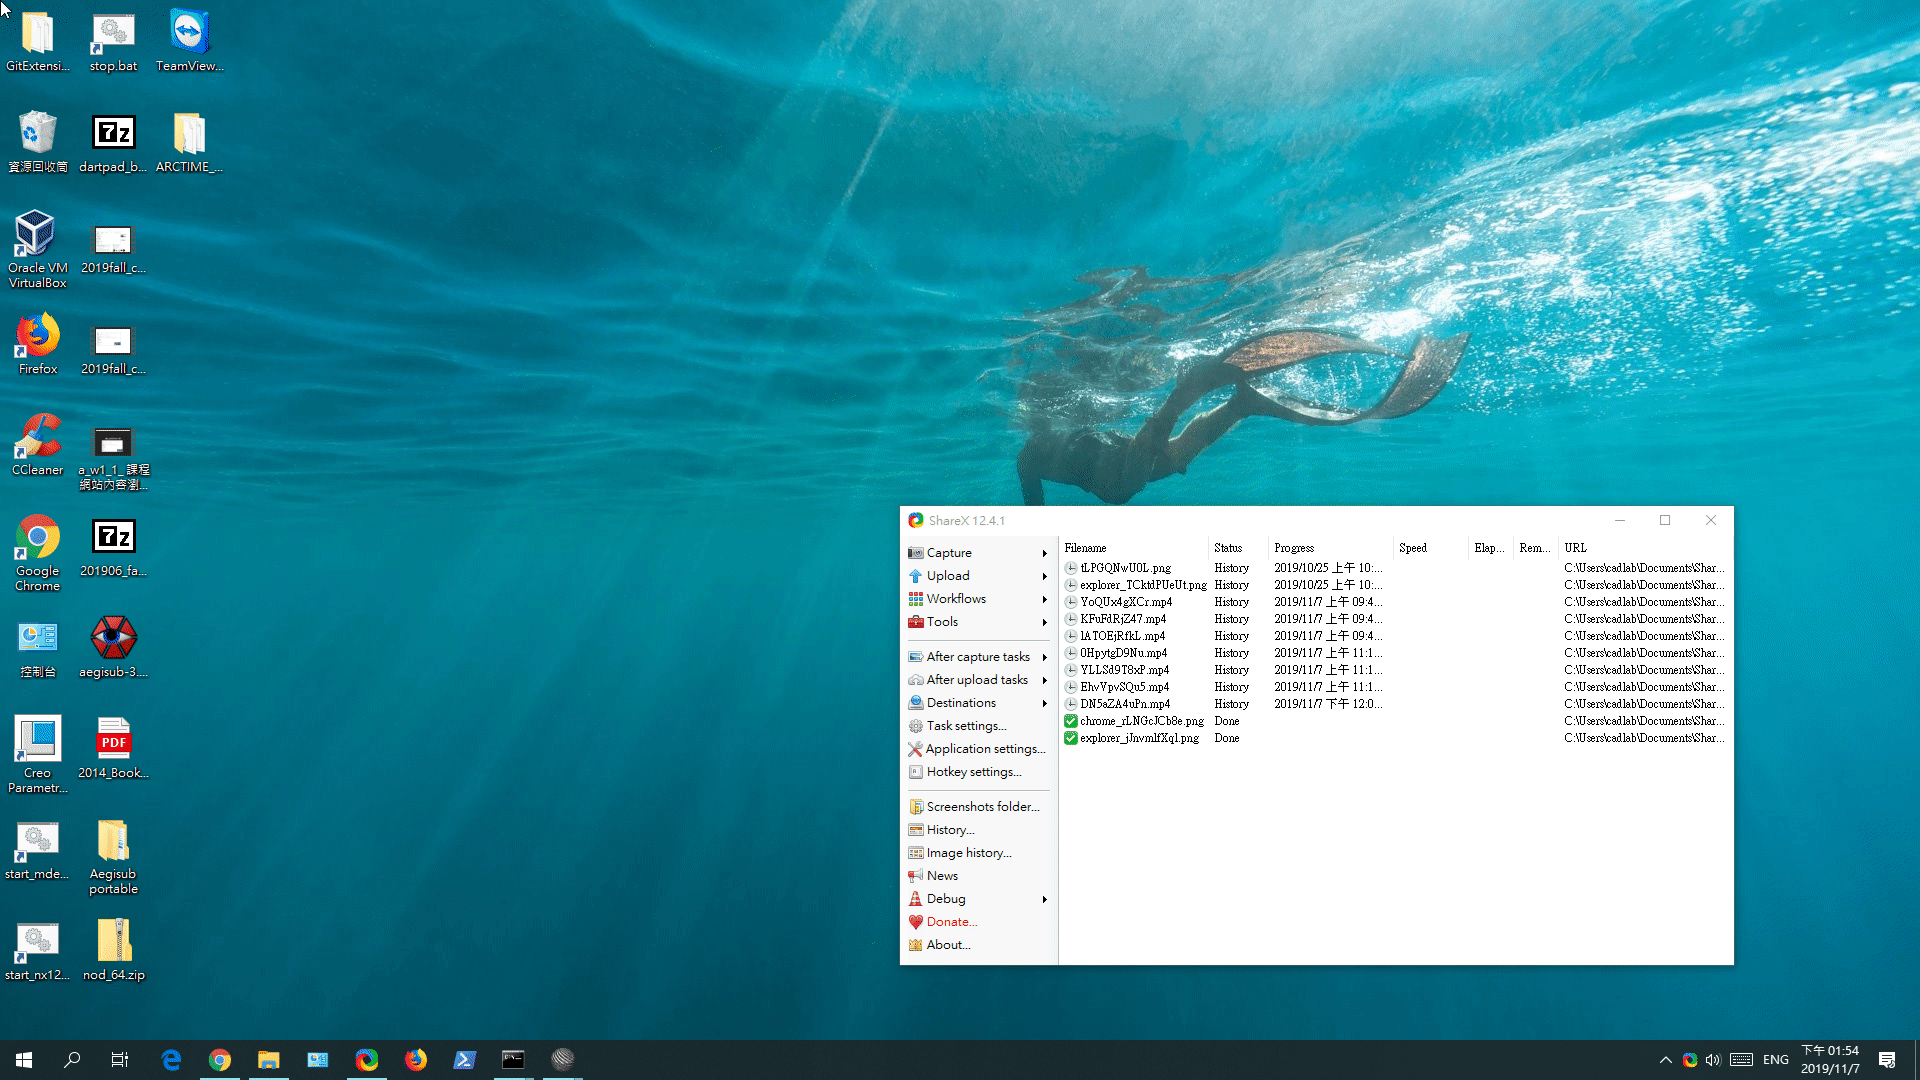 GitExtensi...
stop.bat
TeamView...
資源回收筒
dartpad_b...
ARCTIME_...
Oracle VM
VirtualBox
2019fall_c...
Firefox
2019fall_c...
CCleaner
a_w1_1_ 課程
網站內容瀏...
Google
Chrome
201906_fa...
控制台
aegisub-3....
Creo
Parametr...
PDF
2014_Book...
start_mde...
Aegisub
portable
start_nx12...
nod_64.zip
ShareX 12.4.1
Capture
Upload
Workflows
Tools
After capture tasks
After upload tasks
Destinations
Task settings...
Application settings...
Hotkey settings...
Screenshots folder...
History...
Image history...
News
Debug
Donate...
About...
Filename Status Progress Speed Elap... Rem... URL
tLPGQNwU0L.png History 2019/10/25 上午 10:... C:\Users\cadlab\Documents\Shar...
explorer_TCktdPUeUt.png History 2019/10/25 上午 10:... C:\Users\cadlab\Documents\Shar...
YoQUx4gXCr.mp4 History 2019/11/7 上午 09:4... C:\Users\cadlab\Documents\Shar...
KFuFdRjZ47.mp4 History 2019/11/7 上午 09:4... C:\Users\cadlab\Documents\Shar...
lATOEjRfkL.mp4 History 2019/11/7 上午 09:4... C:\Users\cadlab\Documents\Shar...
0HpytgD9Nu.mp4 History 2019/11/7 上午 11:1... C:\Users\cadlab\Documents\Shar...
YLLSd9T8xP.mp4 History 2019/11/7 上午 11:1... C:\Users\cadlab\Documents\Shar...
EhvVpvSQu5.mp4 History 2019/11/7 上午 11:1... C:\Users\cadlab\Documents\Shar...
DN5aZA4uPn.mp4 History 2019/11/7 下午 12:0... C:\Users\cadlab\Documents\Shar...
chrome_rLNGcJCb8e.png Done C:\Users\cadlab\Documents\Shar...
explorer_jJnvmlfXql.png Done C:\Users\cadlab\Documents\Shar...
ENG
下午 01:54
2019/11/7